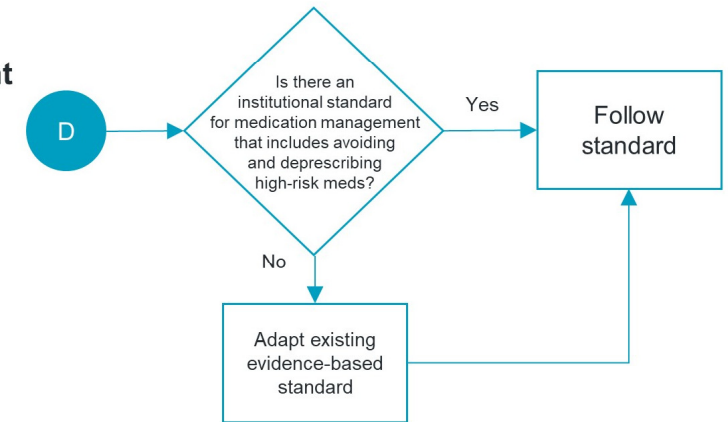 D
Is there an
institutional standard
for medication management
that includes avoiding
and deprescribing
high-risk meds?
Yes
Follow
standard
No
Adapt existing
evidence-based
standard